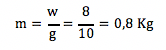 m = w/g = 8/10 = 0,8 Kg